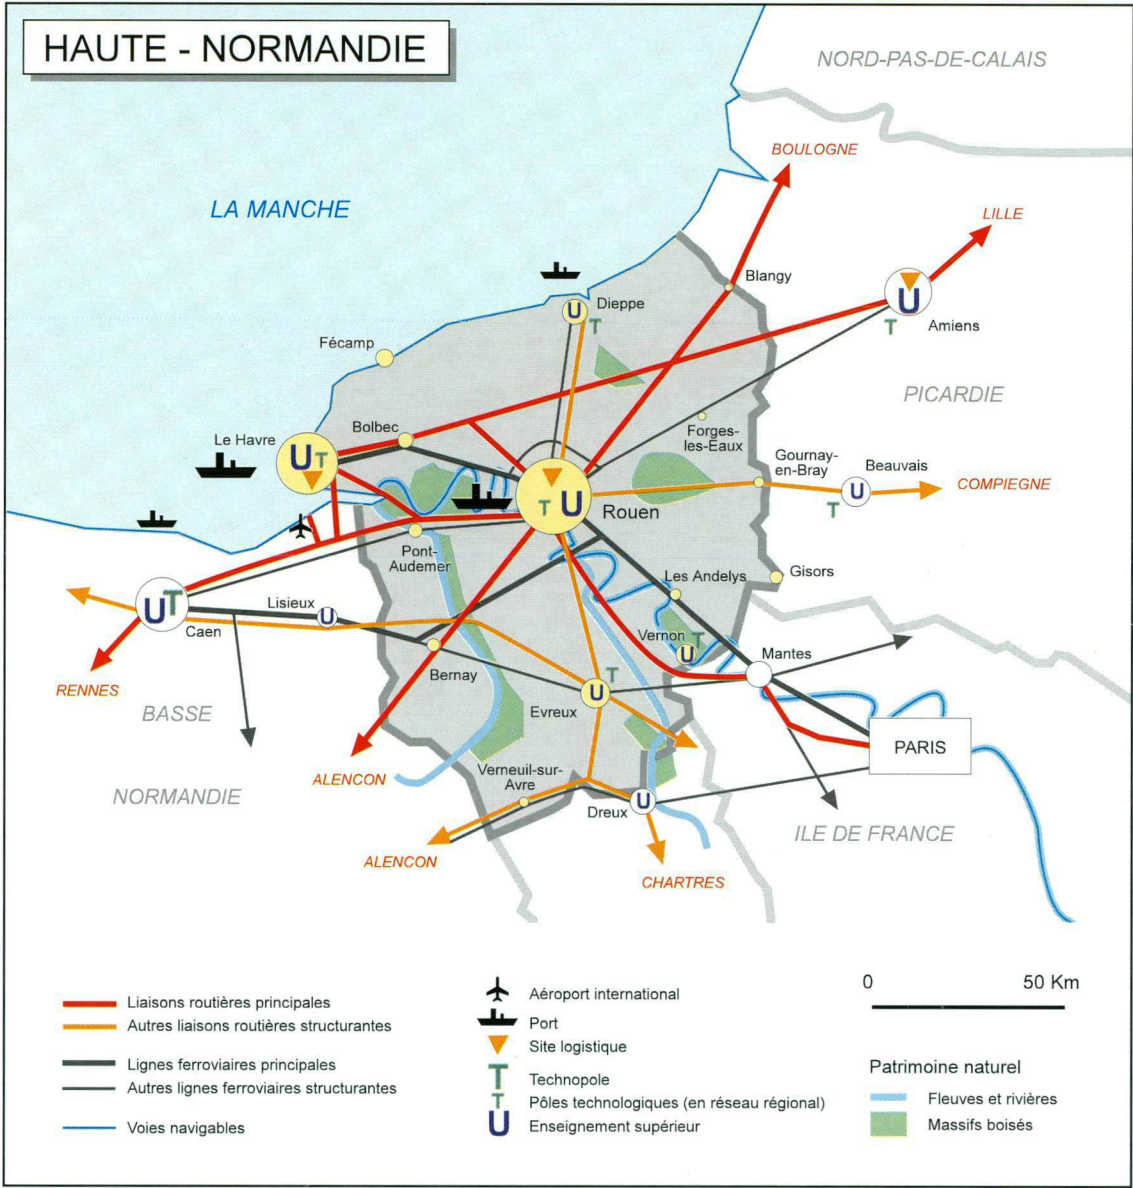 HAUTE - NORMANDIE
NORD-PAS-DE-CALAIS
BOULOGNE
LA MANCHE
LILLE
Blangy
Dieppe
U
T
U
T
Amiens
Fécamp
PICARDIE
Le Havre
Bolbec
Forges-
les-Eaux
Gournay-
en-Bray
Beauvais
U T
U
T
COMPIEGNE
T U
Rouen
Pont-
Audemer
Les Andelys
Gisors
Lisieux
U
UT
Caen
Vernon
T
U
Mantes
RENNES
Bernay
T
U
Evreux
BASSE
PARIS
ALENCON
Verneuil-sur-
Avre
NORMANDIE
Dreux
U
ILE DE FRANCE
ALENCON
CHARTRES
Liaisons routières principales
Autres liaisons routières structurantes
Lignes ferroviaires principales
Autres lignes ferroviaires structurantes
Voies navigables
Aéroport international
Port
Site logistique
T Technopole
T Pôles technologiques (en réseau régional)
U Enseignement supérieur
0 50 Km
Patrimoine naturel
Fleuves et rivières
Massifs boisés